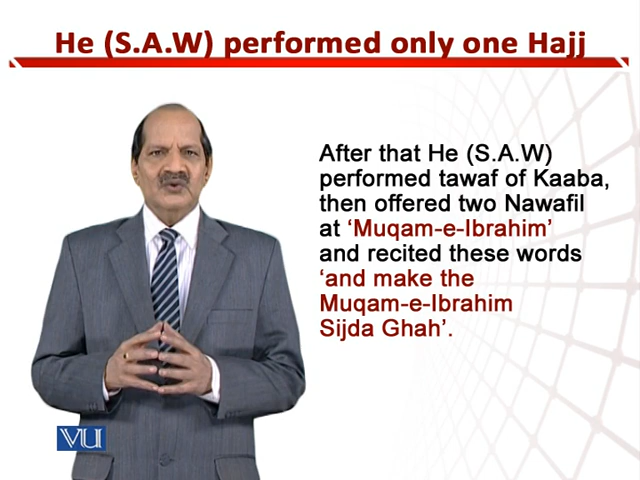 He (S.A.W) performed only one Hajj
After that He (S.A.W)
performed tawaf of Kaaba,
then offered two Nawafil
at ‘Muqam-e-Ibrahim’
and recited these words
‘and make the
Muqam-e-Ibrahim
Sijda Ghah’.
VU